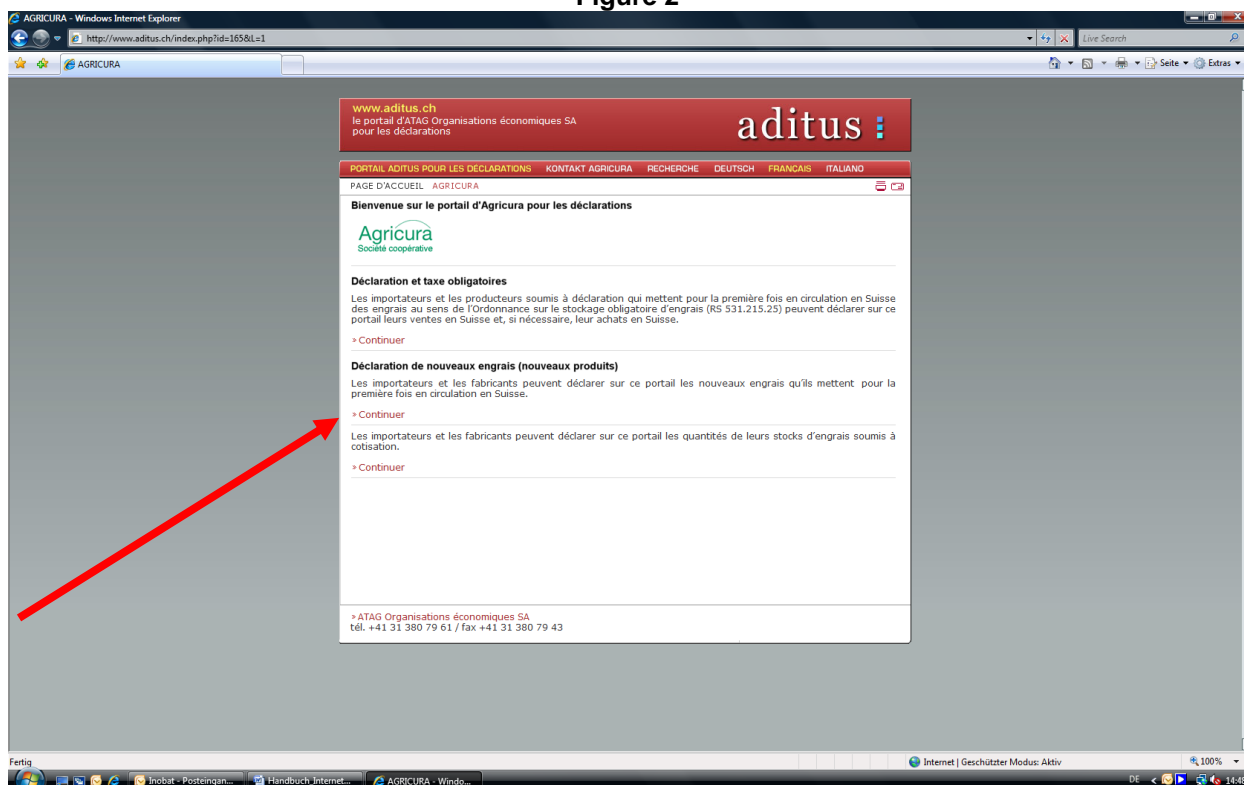 Figure 2
AGRICURA - Windows Internet Explorer
http://www.aditus.ch/index.php?id=165&L=1
Live Search
AGRICURA
Seite
Extras
www.aditus.ch
le portail d'ATAG Organisations économiques SA
pour les déclarations
aditus
PORTAIL ADITUS POUR LES DÉCLARATIONS KONTAKT AGRICURA RECHERCHE DEUTSCH FRANÇAIS ITALIANO
PAGE D'ACCUEIL AGRICURA
Bienvenue sur le portail d'Agricura pour les déclarations
Agricura
Société coopérative
Déclaration et taxe obligatoires
Les importateurs et les producteurs soumis à déclaration qui mettent pour la première fois en circulation en Suisse
des engrais au sens de l'Ordonnance sur le stockage obligatoire d'engrais (RS 531.215.25) peuvent déclarer sur ce
portail leurs ventes en Suisse et, si nécessaire, leur achats en Suisse.
» Continuer
Déclaration de nouveaux engrais (nouveaux produits)
Les importateurs et les fabricants peuvent déclarer sur ce portail les nouveaux engrais qu'ils mettent pour la
première fois en circulation en Suisse.
» Continuer
Les importateurs et les fabricants peuvent déclarer sur ce portail les quantités de leurs stocks d'engrais soumis à
cotisation.
» Continuer
» ATAG Organisations économiques SA
tél. +41 31 380 79 61 / fax +41 31 380 79 43
Fertig
Internet | Geschützter Modus: Aktiv
100%
Inobat - Posteingan...
Handbuch_Internet...
AGRICURA - Windo...
DE
14:48